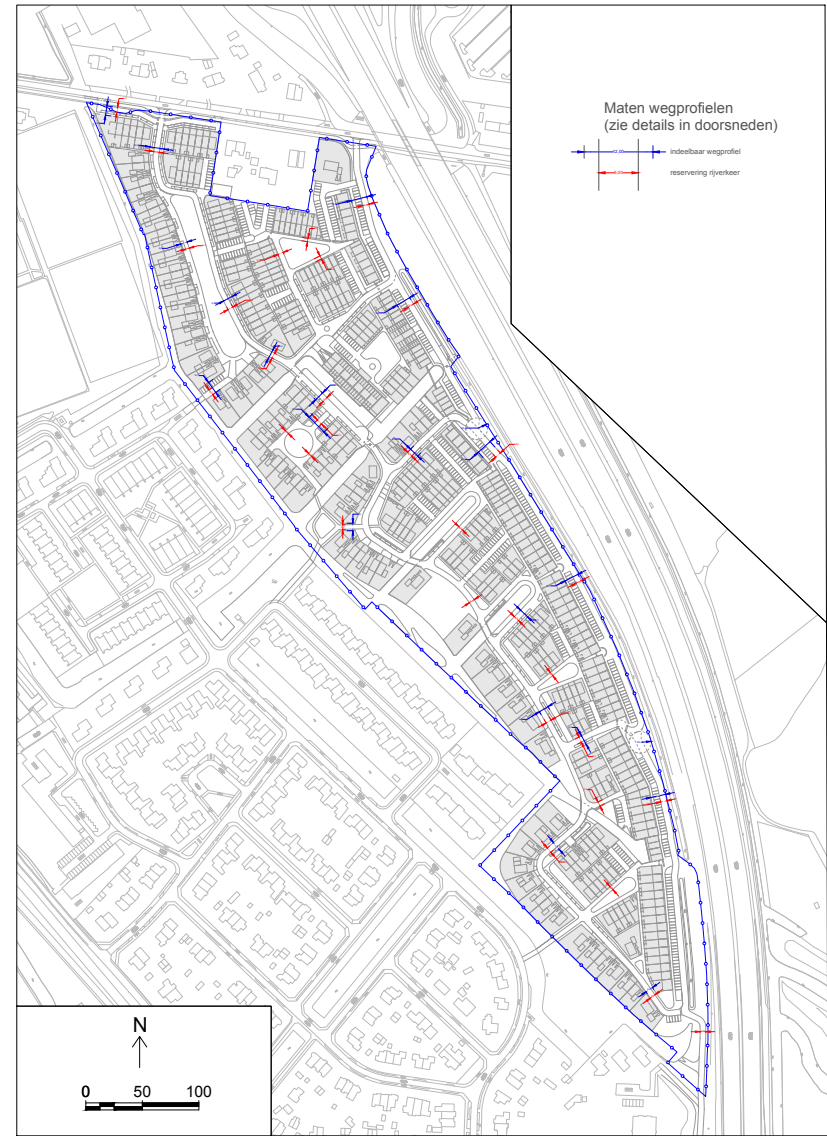 Maten wegprofielen
(zie details in doorsneden)
indeelbaar wegprofiel
reservering rijverkeer
N
0 50 100